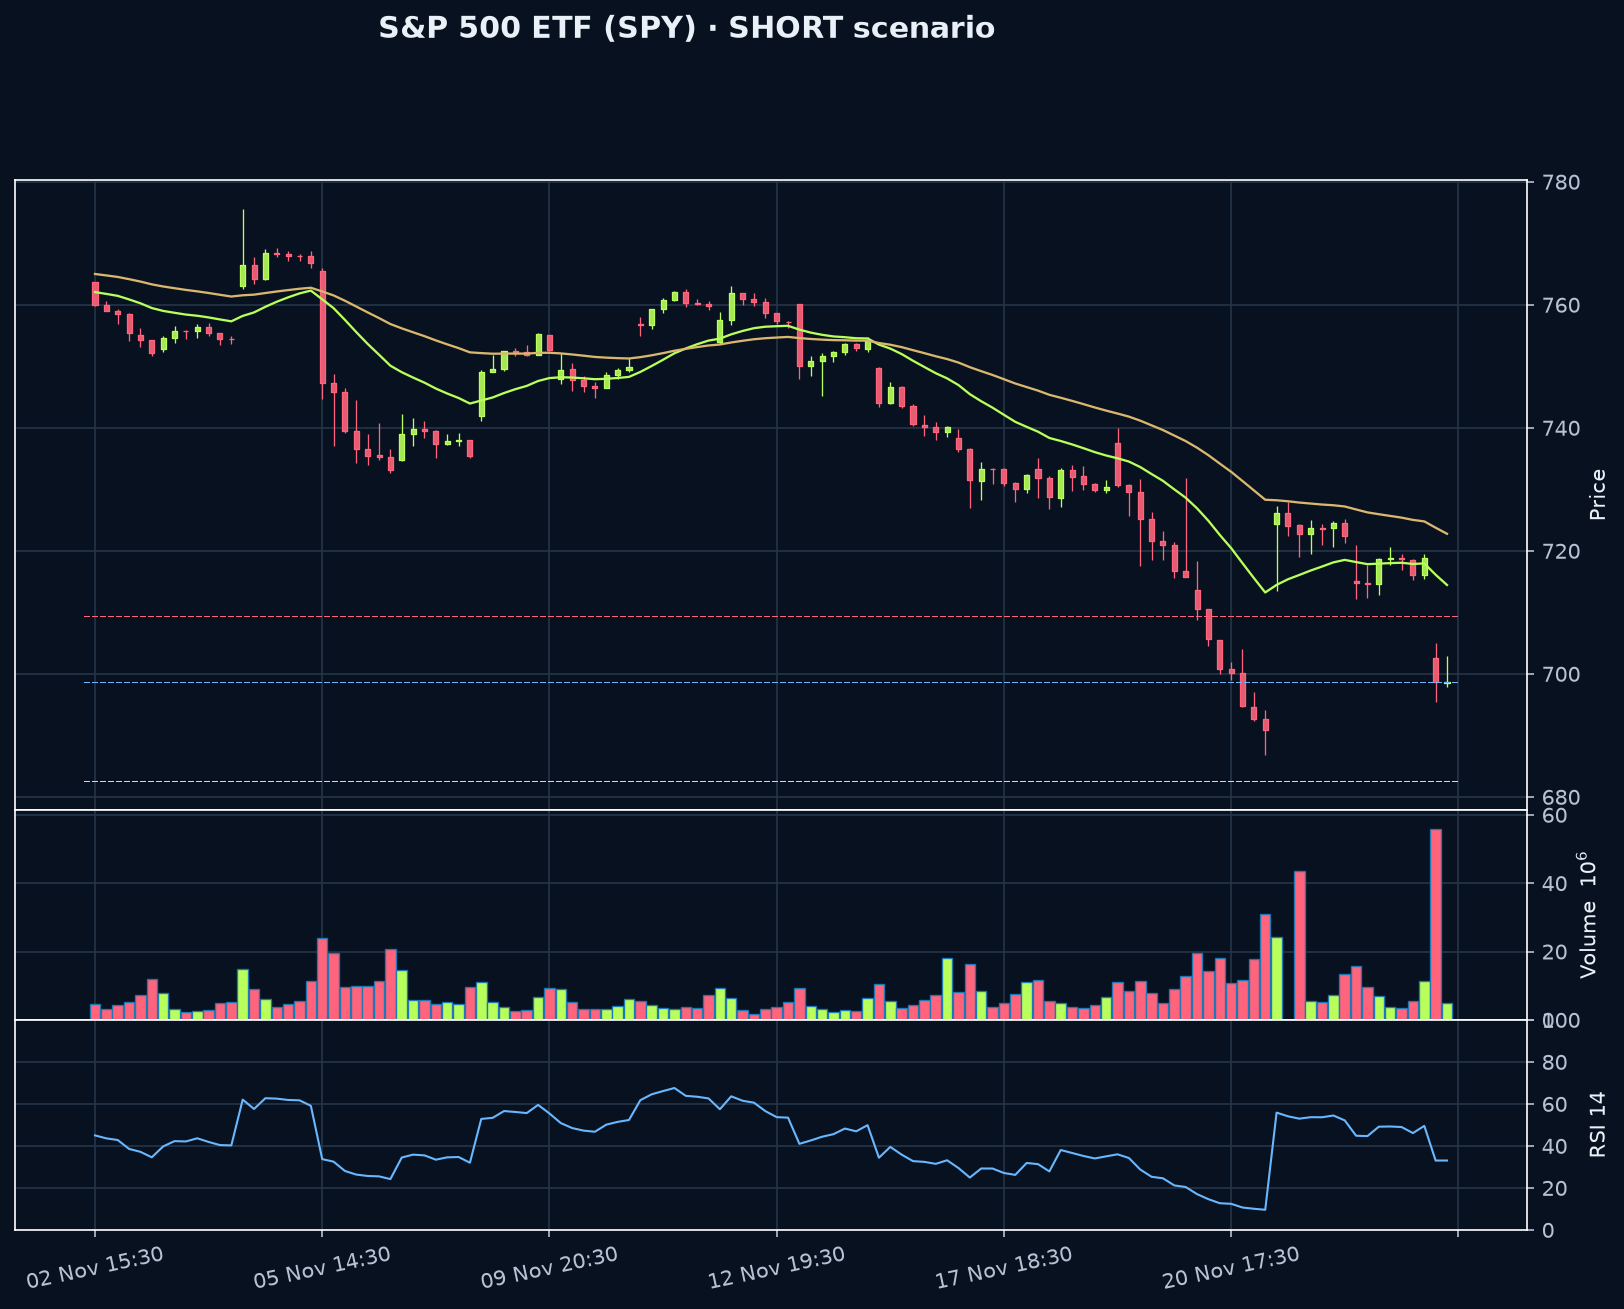 S&P 500 ETF (SPY) · SHORT scenario
780
760
740
720
700
680
Price
60
40
20
0
Volume 10⁶
100
80
60
40
20
0
RSI 14
02 Nov 15:30
05 Nov 14:30
09 Nov 20:30
12 Nov 19:30
17 Nov 18:30
20 Nov 17:30